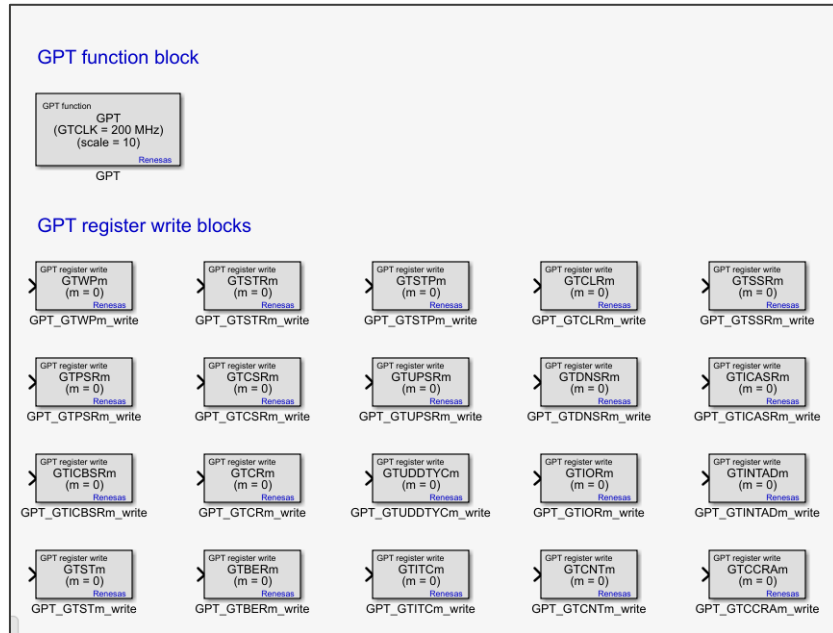 GPT function block
GPT function
GPT
(GTCLK = 200 MHz)
(scale = 10)
Renesas
GPT
GPT register write blocks
GPT register write
GTWPm
(m = 0)
Renesas
GPT_GTWPm_write
GPT register write
GTSTRm
(m = 0)
Renesas
GPT_GTSTRm_write
GPT register write
GTSTPm
(m = 0)
Renesas
GPT_GTSTPm_write
GPT register write
GTCLRm
(m = 0)
Renesas
GPT_GTCLRm_write
GPT register write
GTSSRm
(m = 0)
Renesas
GPT_GTSSRm_write
GPT register write
GTPSRm
(m = 0)
Renesas
GPT_GTPSRm_write
GPT register write
GTCSRm
(m = 0)
Renesas
GPT_GTCSRm_write
GPT register write
GTUPSRm
(m = 0)
Renesas
GPT_GTUPSRm_write
GPT register write
GTDNSRm
(m = 0)
Renesas
GPT_GTDNSRm_write
GPT register write
GTICASRm
(m = 0)
Renesas
GPT_GTICASRm_write
GPT register write
GTICBSRm
(m = 0)
Renesas
GPT_GTICBSRm_write
GPT register write
GTCRm
(m = 0)
Renesas
GPT_GTCRm_write
GPT register write
GTUDDTYCm
(m = 0)
Renesas
GPT_GTUDDTYCm_write
GPT register write
GTIORm
(m = 0)
Renesas
GPT_GTIORm_write
GPT register write
GTINTADm
(m = 0)
Renesas
GPT_GTINTADm_write
GPT register write
GTSTm
(m = 0)
Renesas
GPT_GTSTm_write
GPT register write
GTBERm
(m = 0)
Renesas
GPT_GTBERm_write
GPT register write
GTITCm
(m = 0)
Renesas
GPT_GTITCm_write
GPT register write
GTCNTm
(m = 0)
Renesas
GPT_GTCNTm_write
GPT register write
GTCCRAm
(m = 0)
Renesas
GPT_GTCCRAm_write